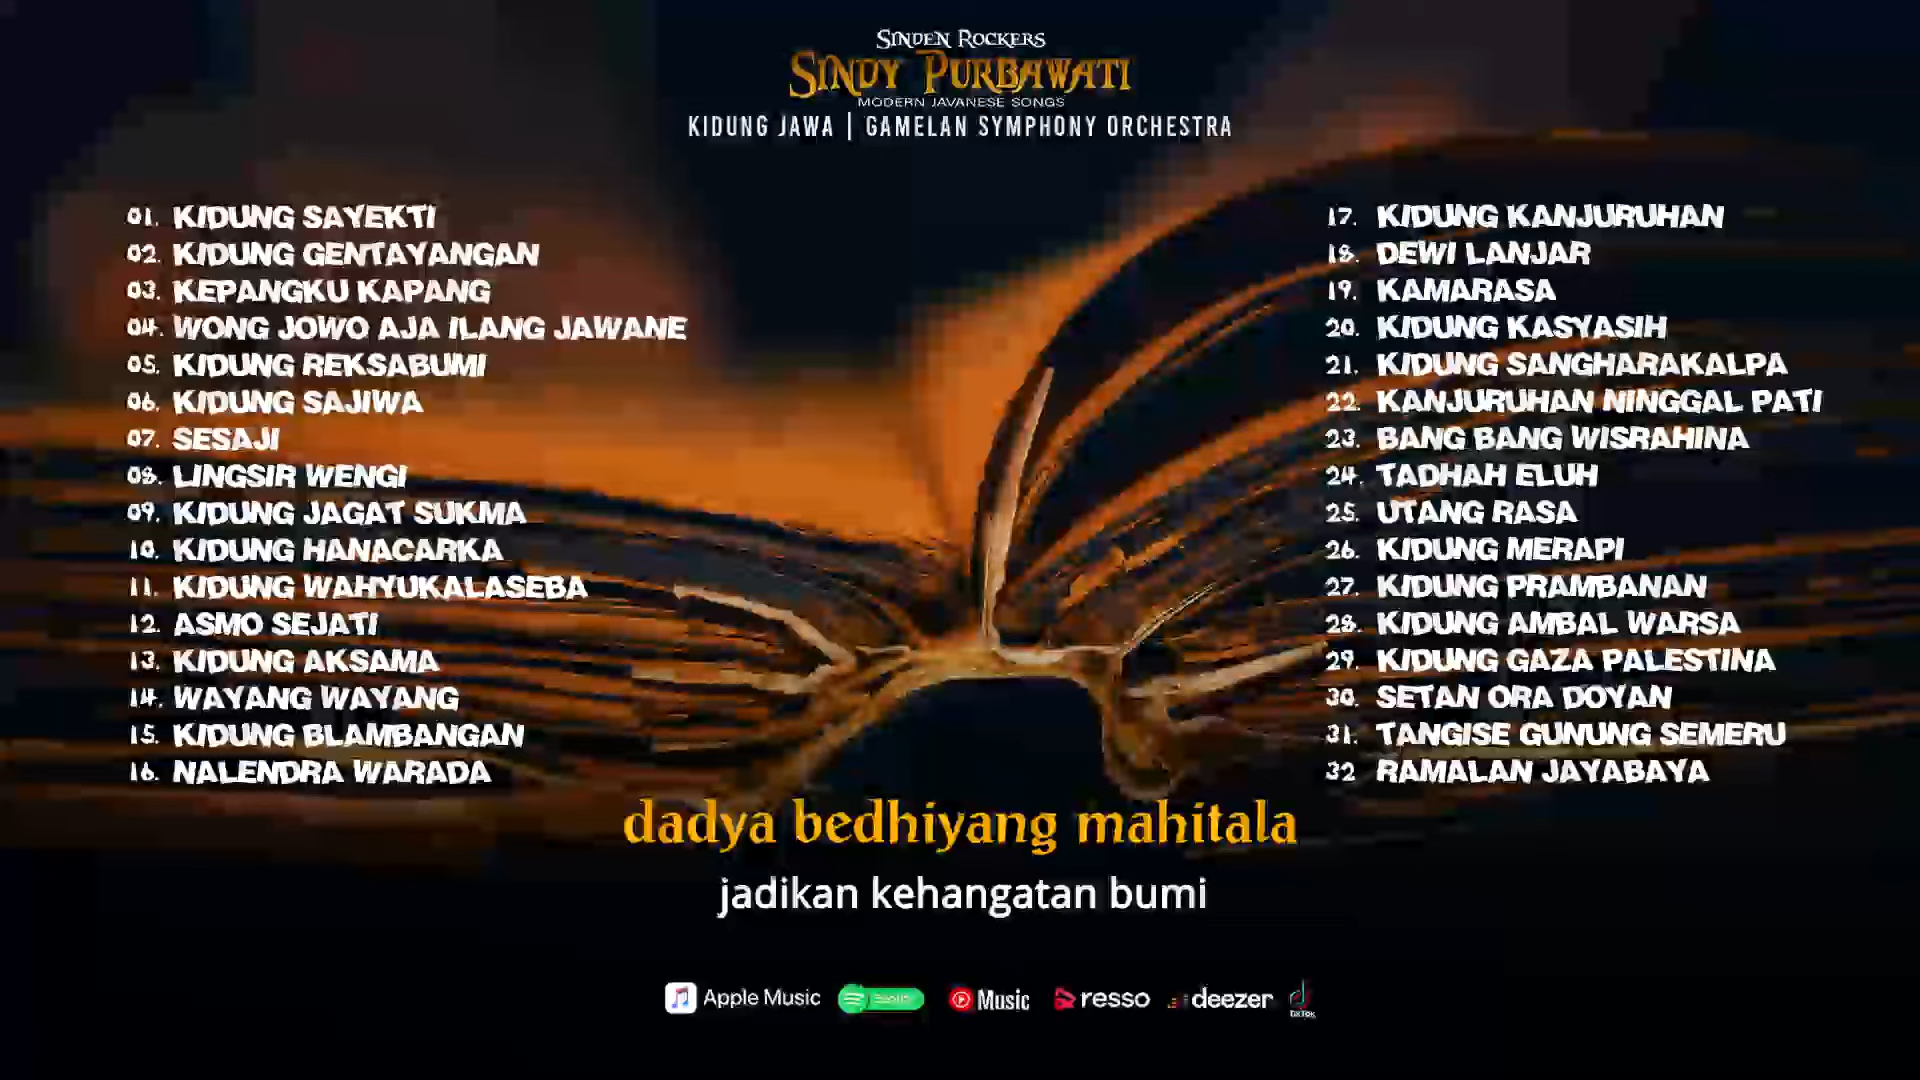 SINDEN ROCKERS
SINDY PURBAWATI
MODERN JAVANESE SONGS
KIDUNG JAWA | GAMELAN SYMPHONY ORCHESTRA
01. KIDUNG SAYEKTI
02. KIDUNG GENTAYANGAN
03. KEPANGKU KAPANG
04. WONG JOWO AJA ILANG JAWANE
05. KIDUNG REKSABUMI
06. KIDUNG SAJIWA
07. SESAJI
08. LINGSIR WENGI
09. KIDUNG JAGAT SUKMA
10. KIDUNG HANACARKA
11. KIDUNG WAHYUKALASEBA
12. ASMO SEJATI
13. KIDUNG AKSAMA
14. WAYANG WAYANG
15. KIDUNG BLAMBANGAN
16. NALENDRA WARADA
17. KIDUNG KANJURUHAN
18. DEWI LANJAR
19. KAMARASA
20. KIDUNG KASYASIH
21. KIDUNG SANGHARAKALPA
22. KANJURUHAN NINGGAL PATI
23. BANG BANG WISRAHINA
24. TADHAH ELUH
25. UTANG RASA
26. KIDUNG MERAPI
27. KIDUNG PRAMBANAN
28. KIDUNG AMBAL WARSA
29. KIDUNG GAZA PALESTINA
30. SETAN ORA DOYAN
31. TANGISE GUNUNG SEMERU
32 RAMALAN JAYABAYA
dadya bedhiyang mahitala
jadikan kehangatan bumi
Apple Music Music resso deezer TikTok